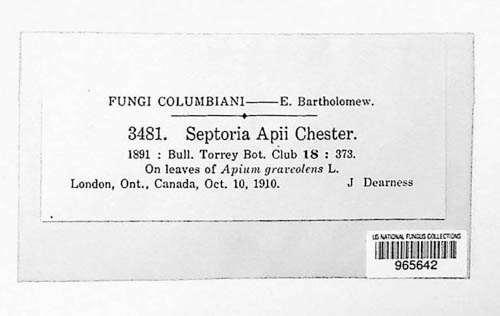 FUNGI COLUMBIANI——E. Bartholomew.
3481. Septoria Apii Chester.
1891 : Bull. Torrey Bot. Club 18 : 373.
On leaves of Apium graveolens L.
London, Ont., Canada, Oct. 10, 1910. J Dearness
US NATIONAL FUNGUS COLLECTIONS
965642